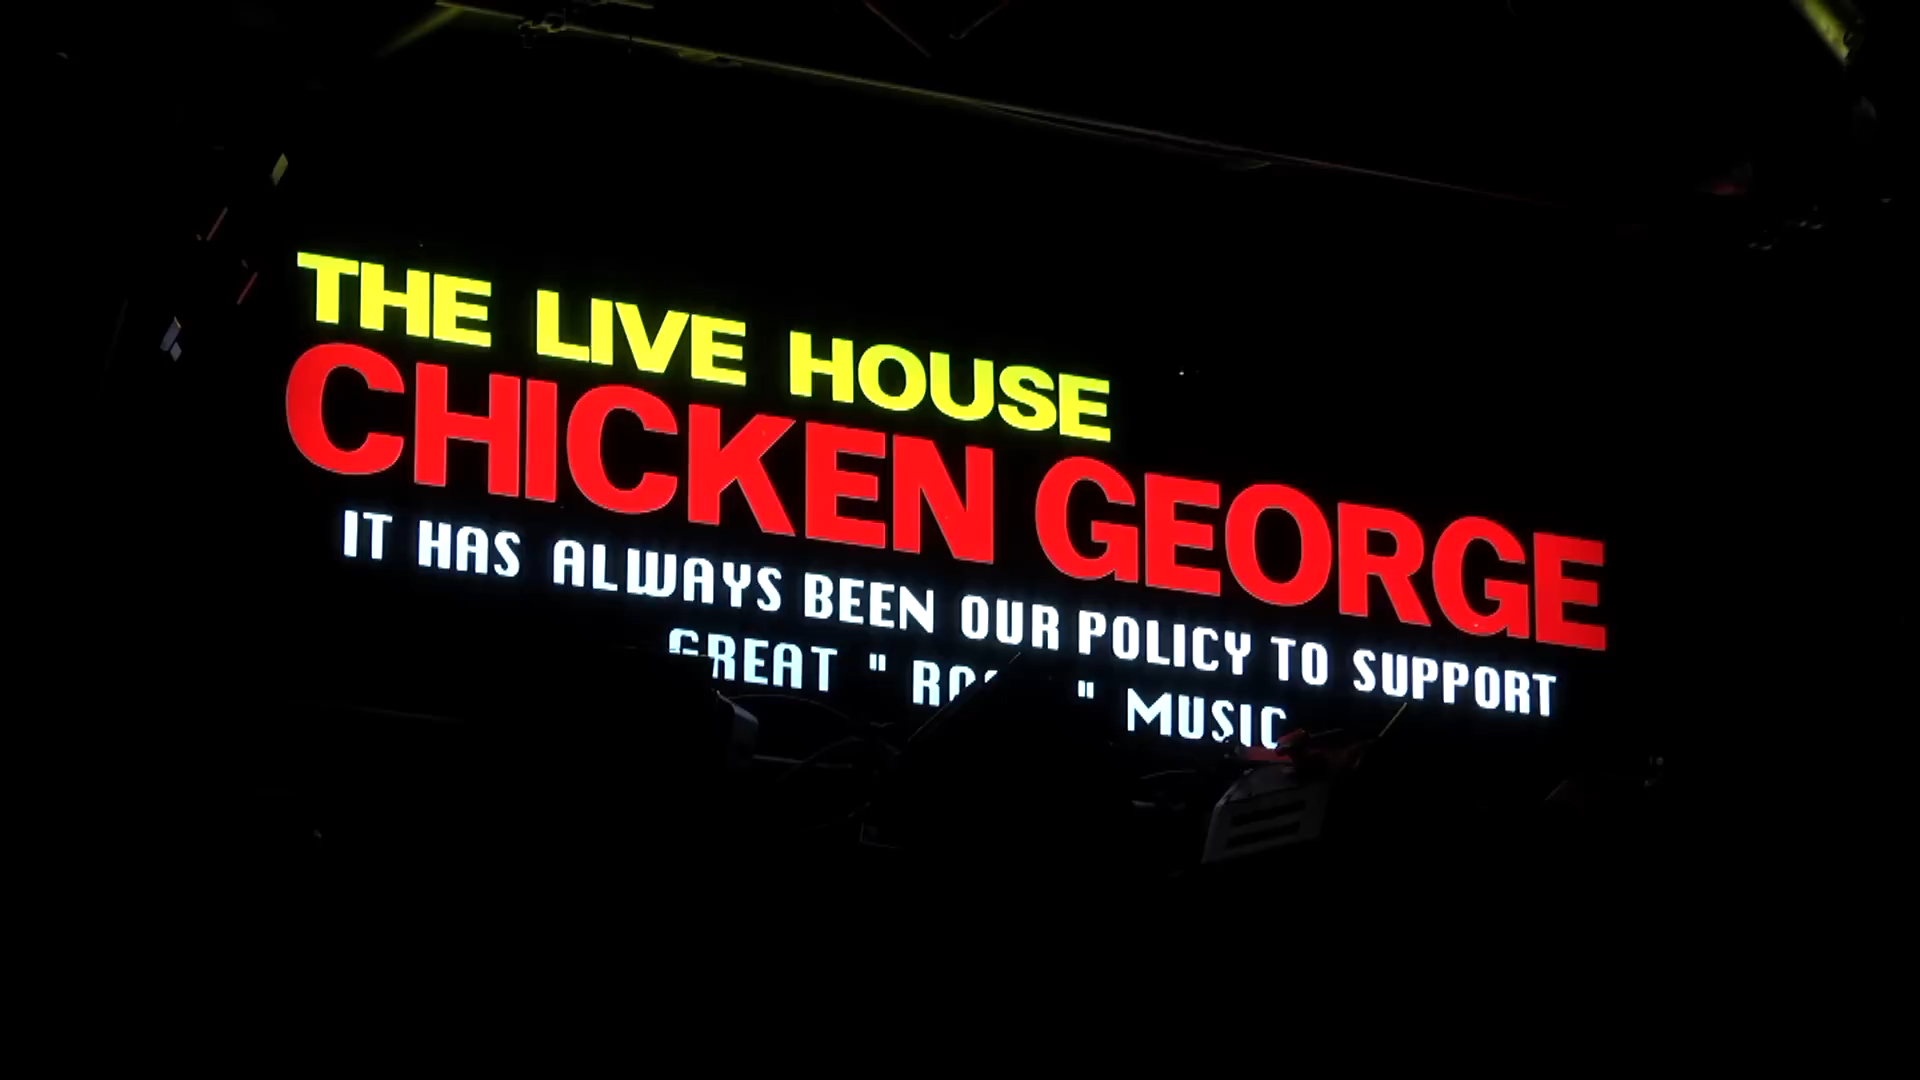 THE LIVE HOUSE
CHICKEN GEORGE
IT HAS ALWAYS BEEN OUR POLICY TO SUPPORT
GREAT " " MUSIC